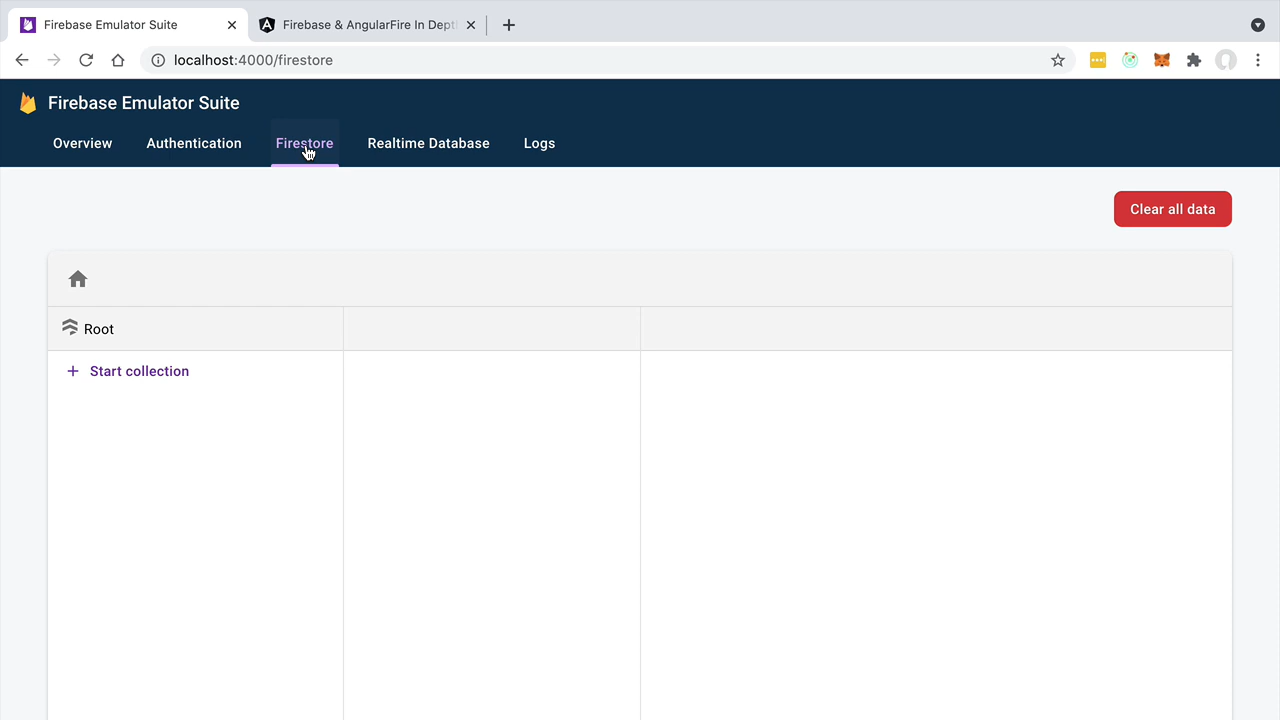 Firebase Emulator Suite
Firebase & AngularFire In Dept
localhost:4000/firestore
Firebase Emulator Suite
Overview Authentication Firestore Realtime Database Logs
Clear all data
Root
+ Start collection